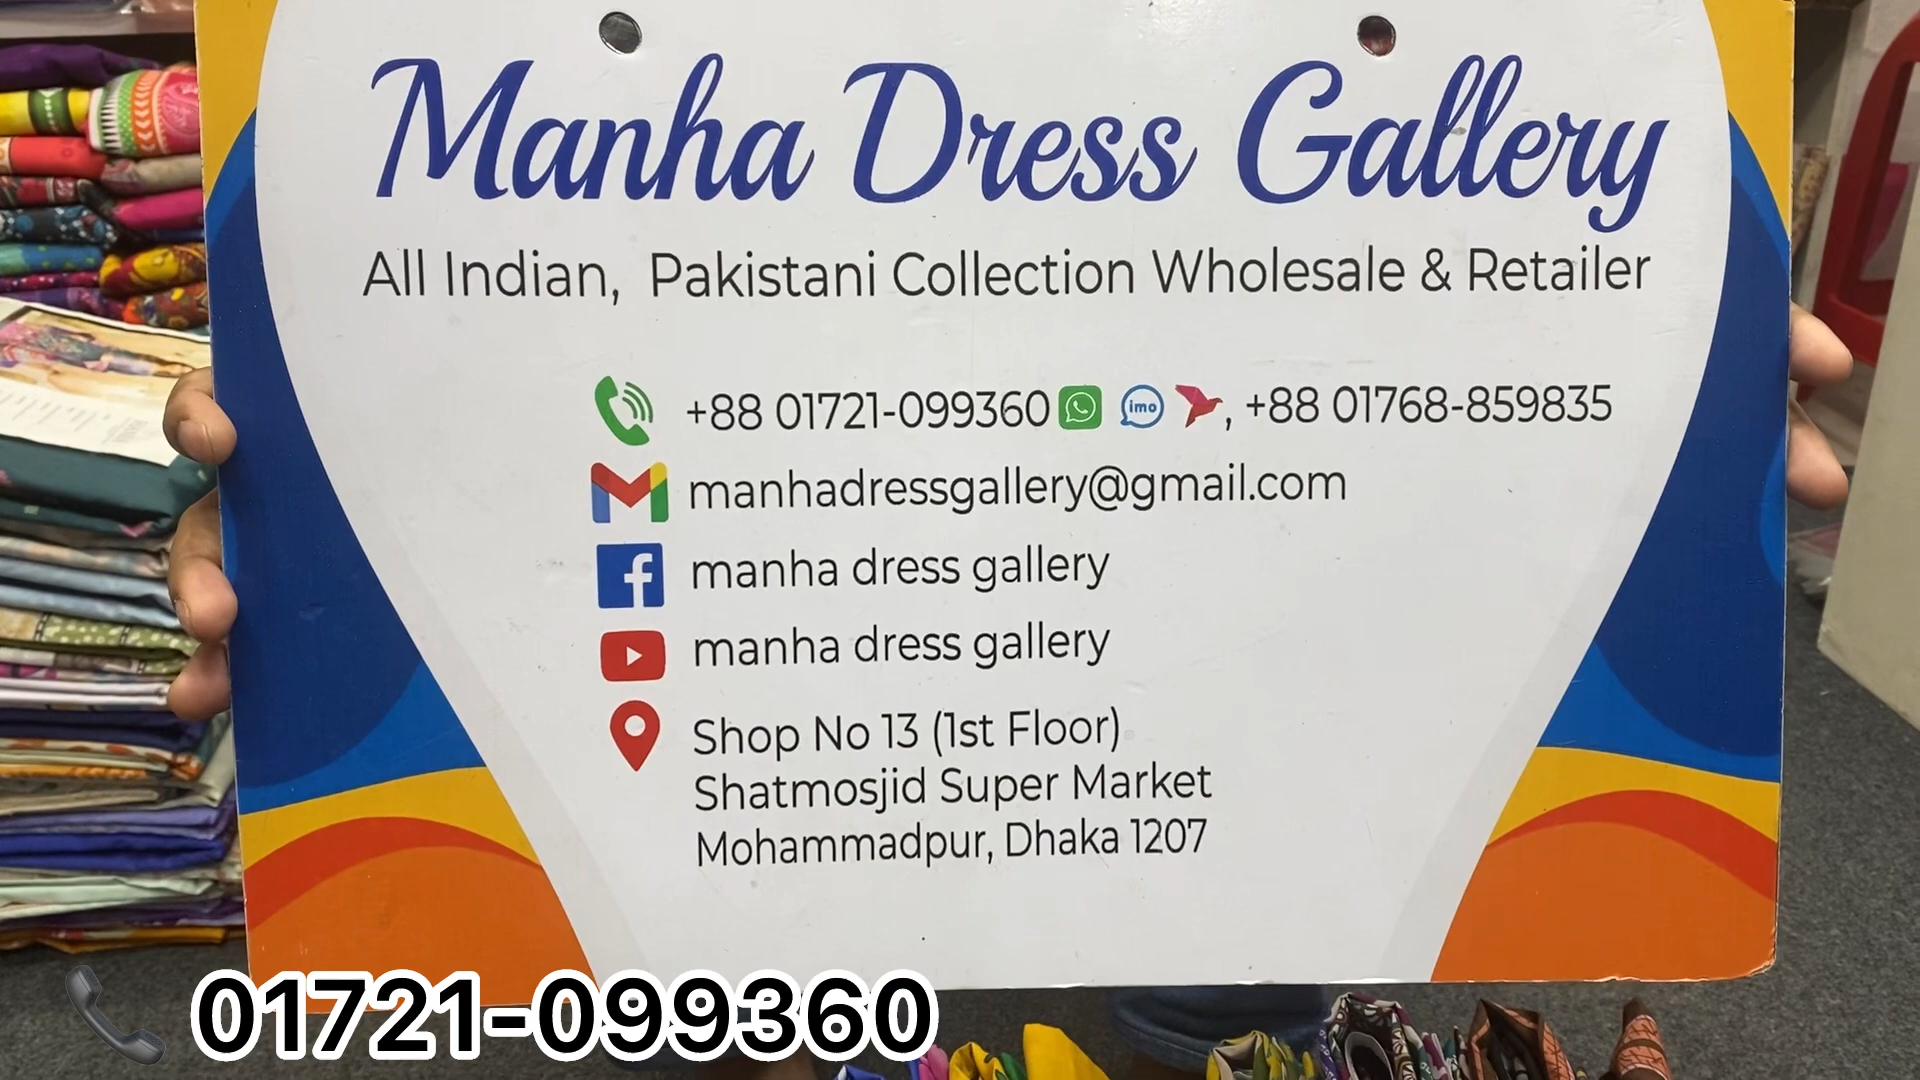 Manha Dress Gallery
All Indian, Pakistani Collection Wholesale & Retailer
+88 01721-099360 imo, +88 01768-859835
manhadressgallery@gmail.com
manha dress gallery
manha dress gallery
Shop No 13 (1st Floor)
Shatmosjid Super Market
Mohammadpur, Dhaka 1207
01721-099360